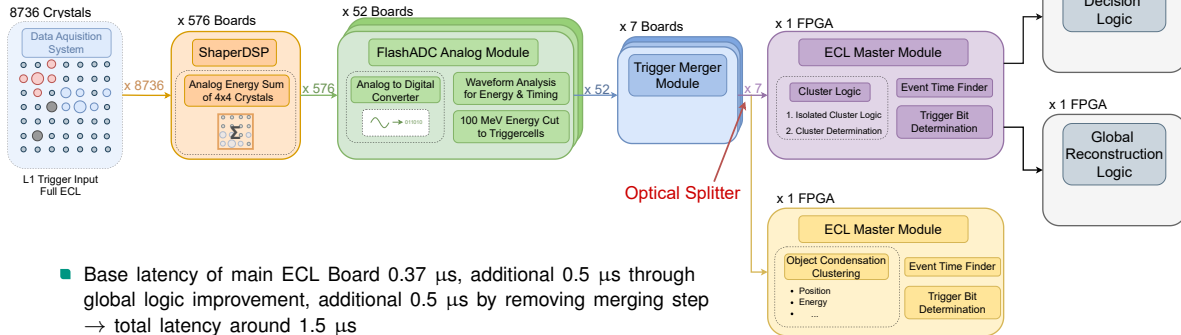 8736 Crystals
Data Aquisition
System
L1 Trigger Input
Full ECL
x 8736
x 576 Boards
ShaperDSP
Analog Energy Sum
of 4x4 Crystals
Σ
x 576
x 52 Boards
FlashADC Analog Module
Analog to Digital
Converter
011010
Waveform Analysis
for Energy & Timing
100 MeV Energy Cut
to Triggercells
x 52
x 7 Boards
Trigger Merger
Module
x 7
Optical Splitter
x 1 FPGA
ECL Master Module
Cluster Logic
1. Isolated Cluster Logic
2. Cluster Determination
Event Time Finder
Trigger Bit
Determination
Decision
Logic
x 1 FPGA
Global
Reconstruction
Logic
x 1 FPGA
ECL Master Module
Object Condensation
Clustering
• Position
• Energy
• ...
Event Time Finder
Trigger Bit
Determination
Base latency of main ECL Board 0.37 µs, additional 0.5 µs through
global logic improvement, additional 0.5 µs by removing merging step
→ total latency around 1.5 µs